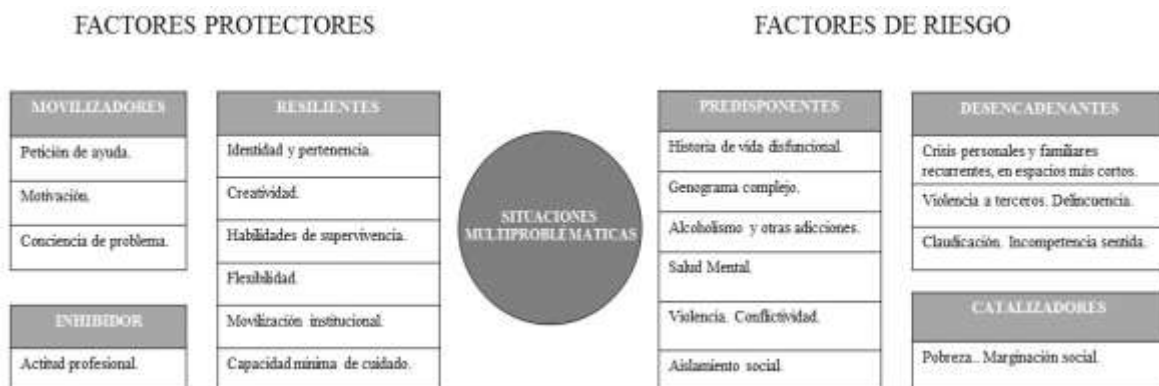 FACTORES PROTECTORES
FACTORES DE RIESGO
MOVILIZADORES
Petición de ayuda.
Motivación.
Conciencia de problema.
INHIBIDOR
Actitud profesional.
RESILIENTES
Identidad y pertenencia.
Creatividad.
Habilidades de supervivencia.
Flexibilidad.
Movilización institucional.
Capacidad mínima de cuidado.
SITUACIONES
MULTIPROBLEMATICAS
PREDISPONENTES
Historia de vida disfuncional.
Genograma complejo.
Alcoholismo y otras adicciones.
Salud Mental.
Violencia. Conflictividad.
Aislamiento social.
DESENCADENANTES
Crisis personales y familiares
recurrentes, en espacios más cortos.
Violencia a terceros. Delincuencia.
Claudicación. Incompetencia sentida.
CATALIZADORES
Pobreza.. Marginación social.